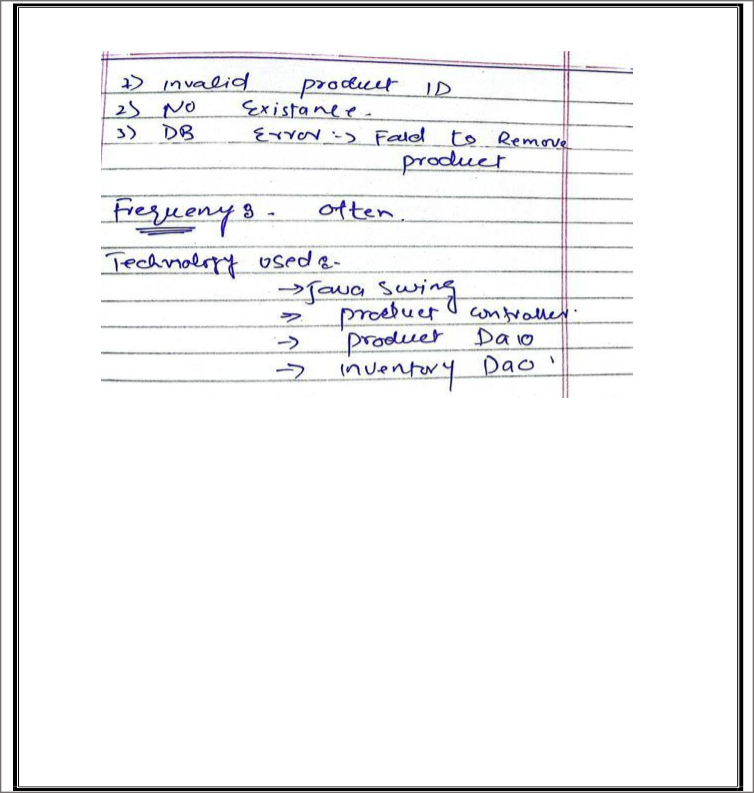 1) invalid product ID
2) No Existance.
3) DB Error :-> Faild to Remove
product
Frequeny :- often.
Technology used :-
-> Java Swing
-> product controller.
-> product Dao
-> inventory Dao